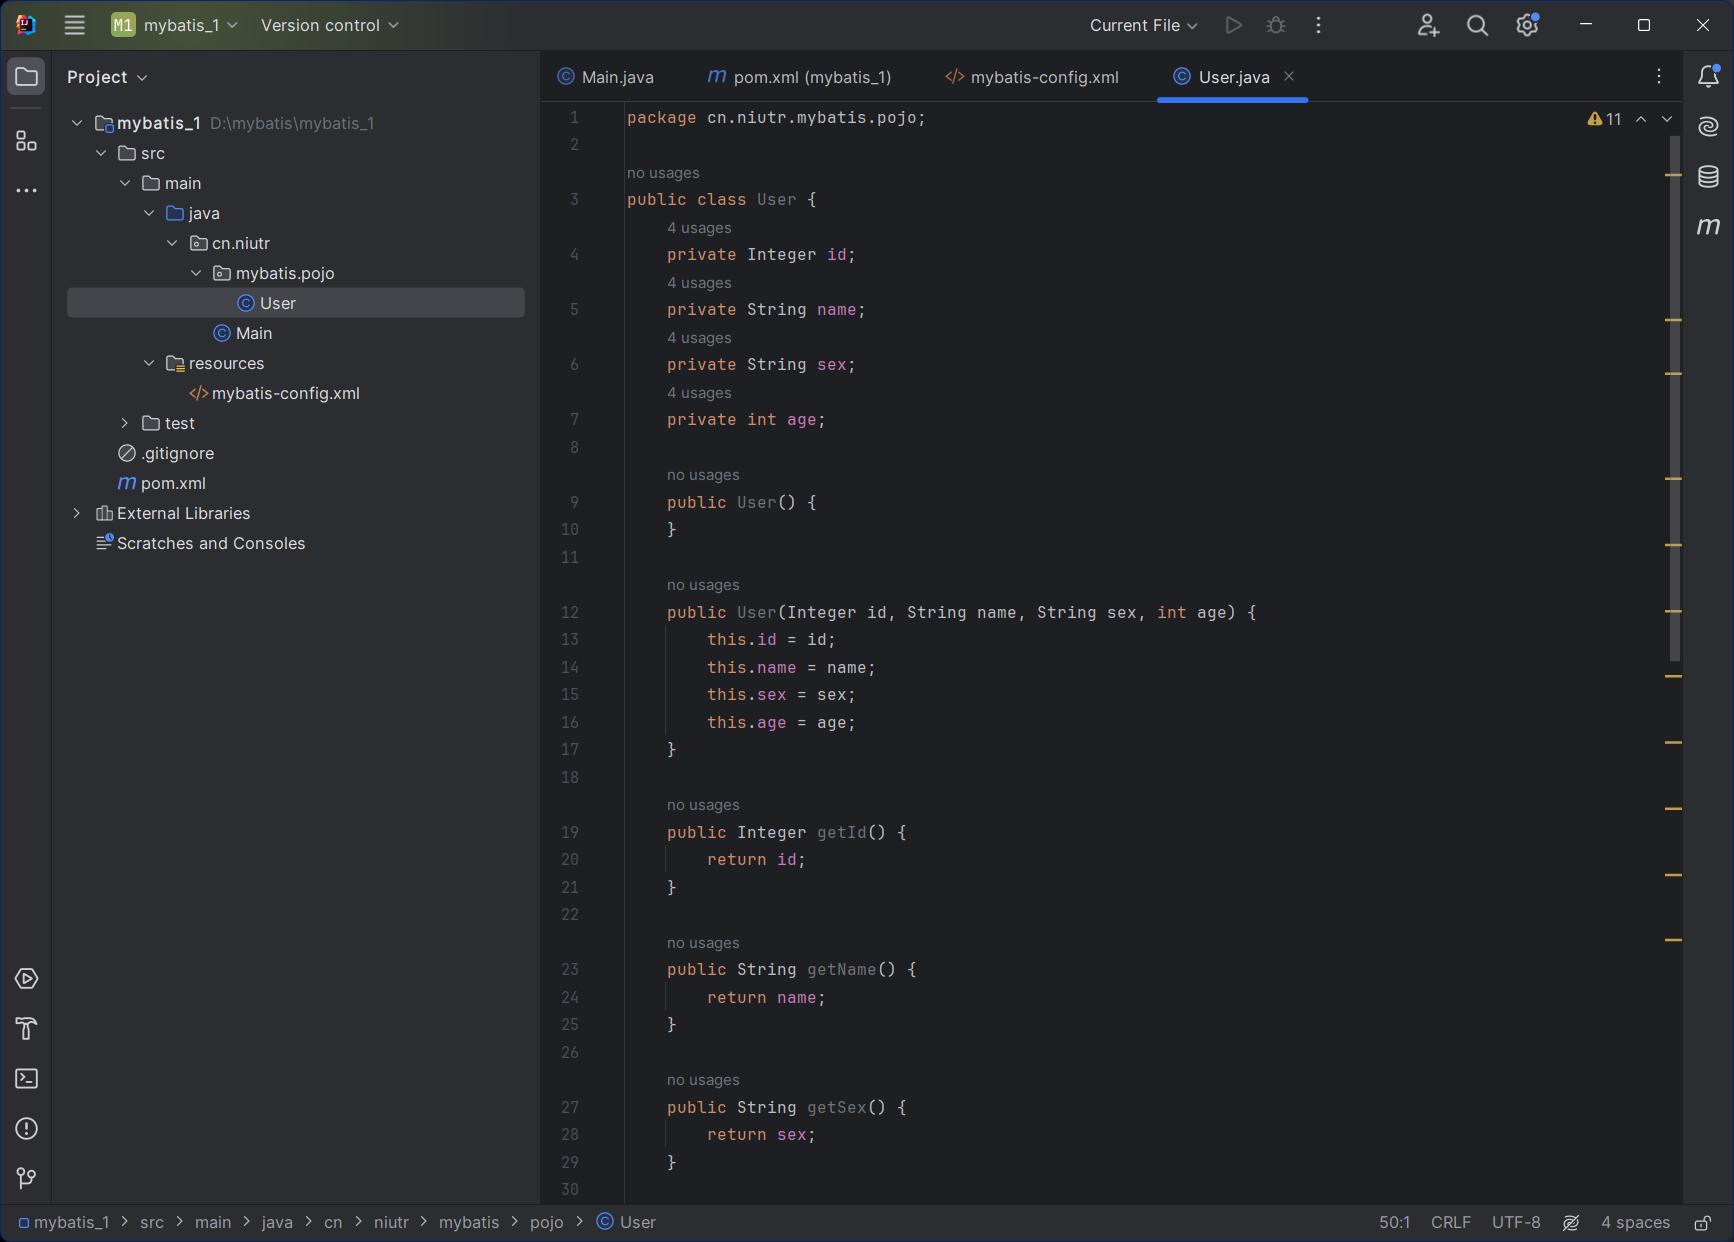 M1 mybatis_1 Version control Current File
Project
Main.java pom.xml (mybatis_1) mybatis-config.xml User.java
mybatis_1 D:\mybatis\mybatis_1
src
main
java
cn.niutr
mybatis.pojo
User
Main
resources
mybatis-config.xml
test
.gitignore
pom.xml
External Libraries
Scratches and Consoles
11
1 package cn.niutr.mybatis.pojo;
2
no usages
3 public class User {
4 usages
4 private Integer id;
4 usages
5 private String name;
4 usages
6 private String sex;
4 usages
7 private int age;
8
no usages
9 public User() {
10 }
11
no usages
12 public User(Integer id, String name, String sex, int age) {
13 this.id = id;
14 this.name = name;
15 this.sex = sex;
16 this.age = age;
17 }
18
no usages
19 public Integer getId() {
20 return id;
21 }
22
no usages
23 public String getName() {
24 return name;
25 }
26
no usages
27 public String getSex() {
28 return sex;
29 }
30
mybatis_1 > src > main > java > cn > niutr > mybatis > pojo > User 50:1 CRLF UTF-8 4 spaces